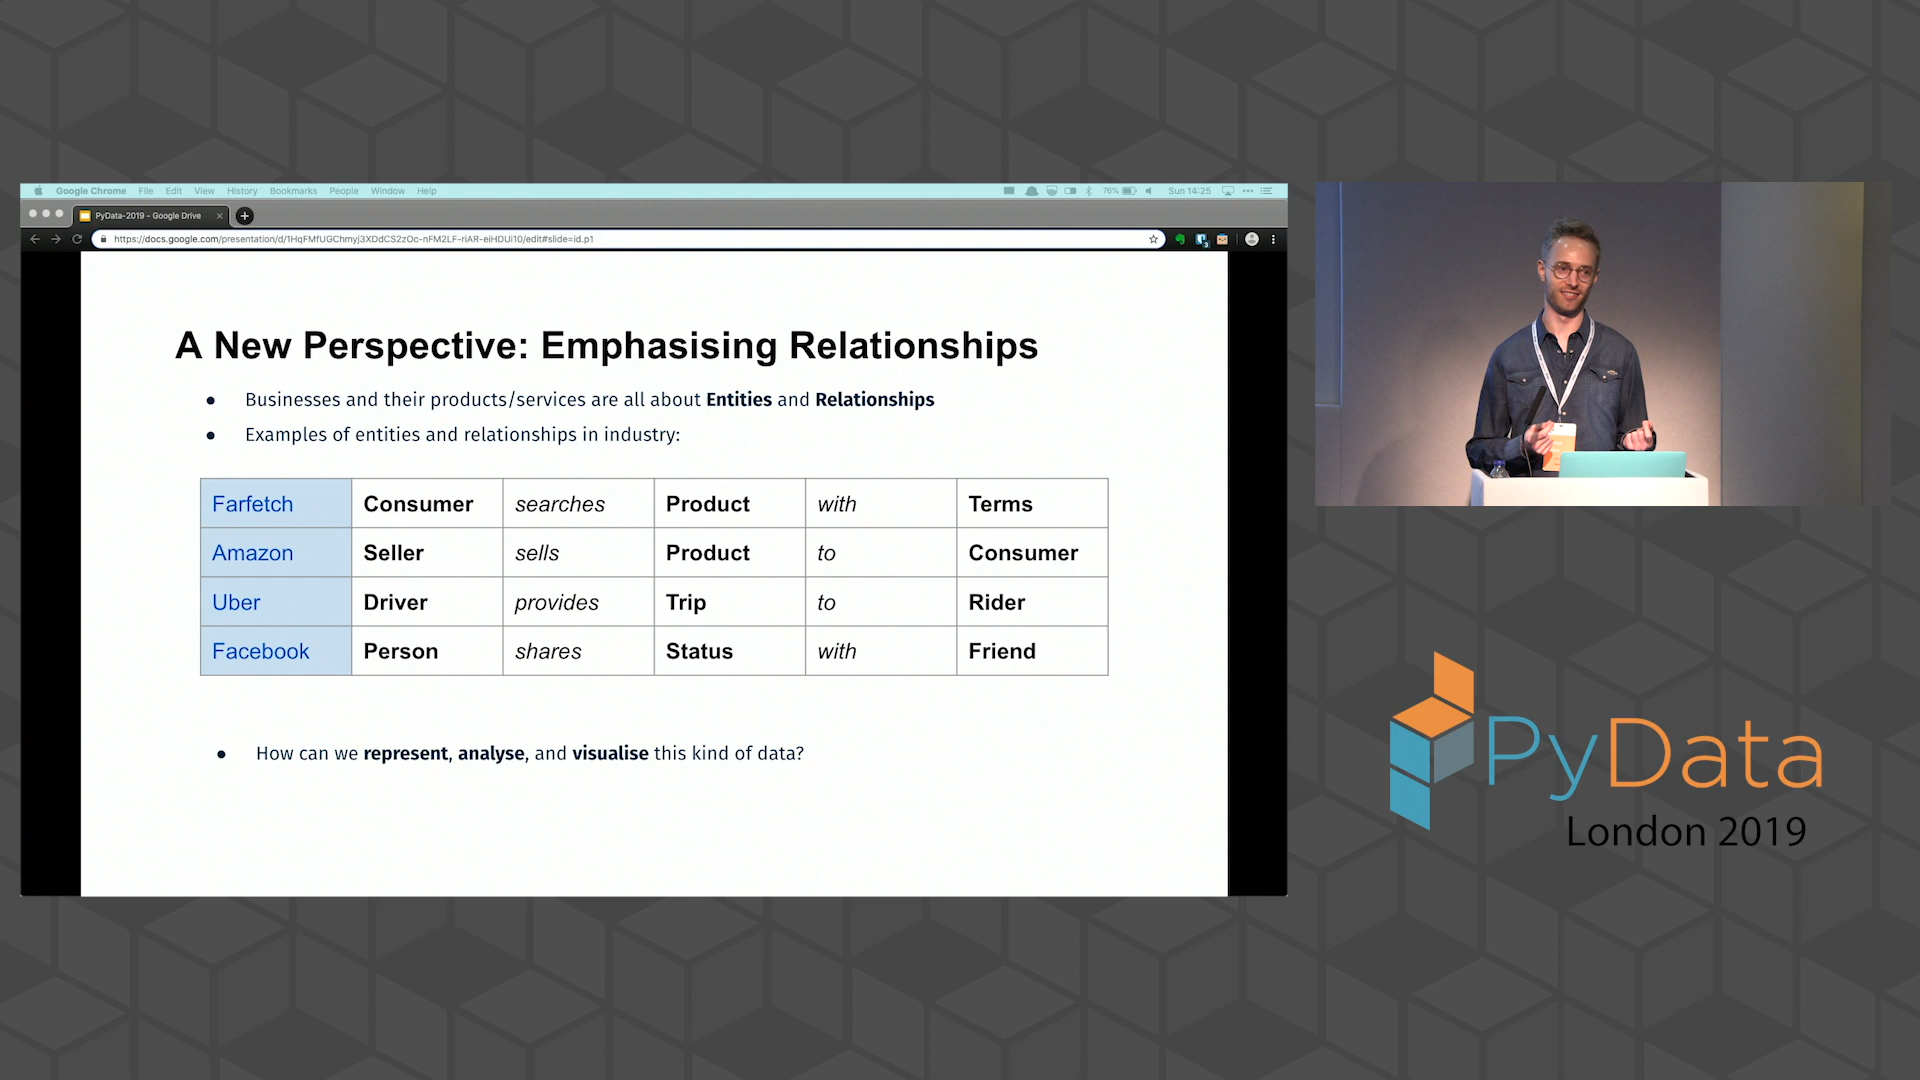 Google Chrome File Edit View History Bookmarks People Window Help 76% Sun 14:25
PyData-2019 - Google Drive
https://docs.google.com/presentation/d/1HqFMfUGChmyj3XDdCS2zOc-nFM2LF-riAR-eiHDUi10/edit#slide=id.p1
A New Perspective: Emphasising Relationships
● Businesses and their products/services are all about Entities and Relationships
● Examples of entities and relationships in industry:
Farfetch Consumer searches Product with Terms
Amazon Seller sells Product to Consumer
Uber Driver provides Trip to Rider
Facebook Person shares Status with Friend
● How can we represent, analyse, and visualise this kind of data?
PyData
London 2019